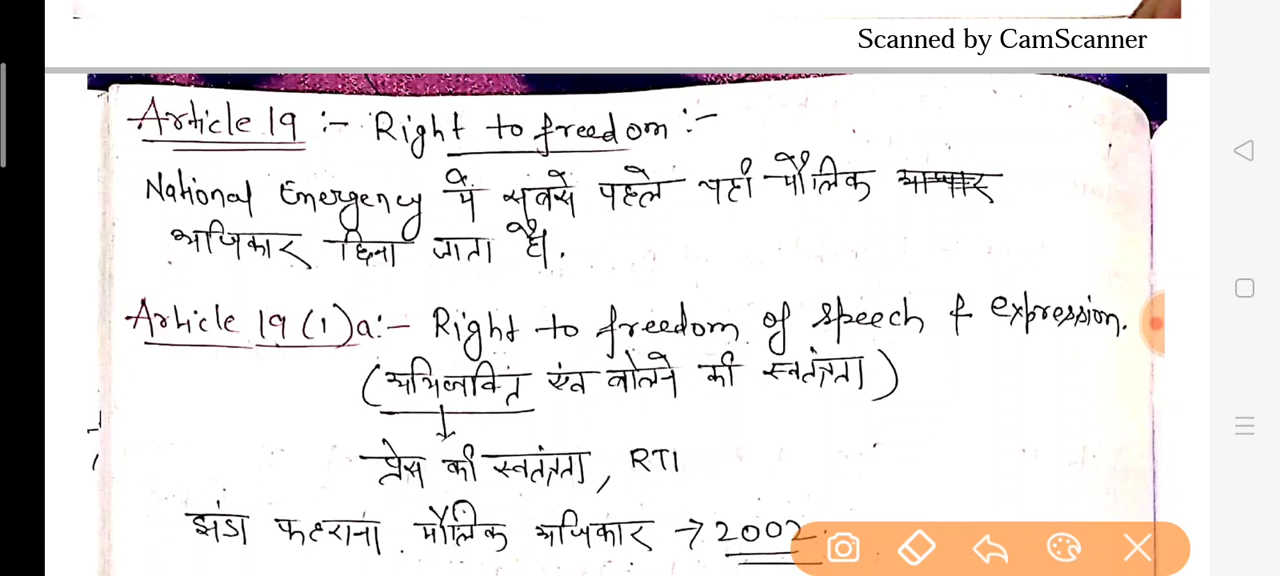 Scanned by CamScanner
Article 19 :- Right to freedom :-
National Emergency में सबसे पहले यहाँ मौलिक
अधिकार छिना जाता है.
Article 19 (1) a:- Right to freedom of speech & expression.
(अभिव्यक्ति एंव बोलने की स्वतंत्रता)
प्रेस की स्वतंत्रता, RTI
झंडा फहराना मौलिक अधिकार → 2002